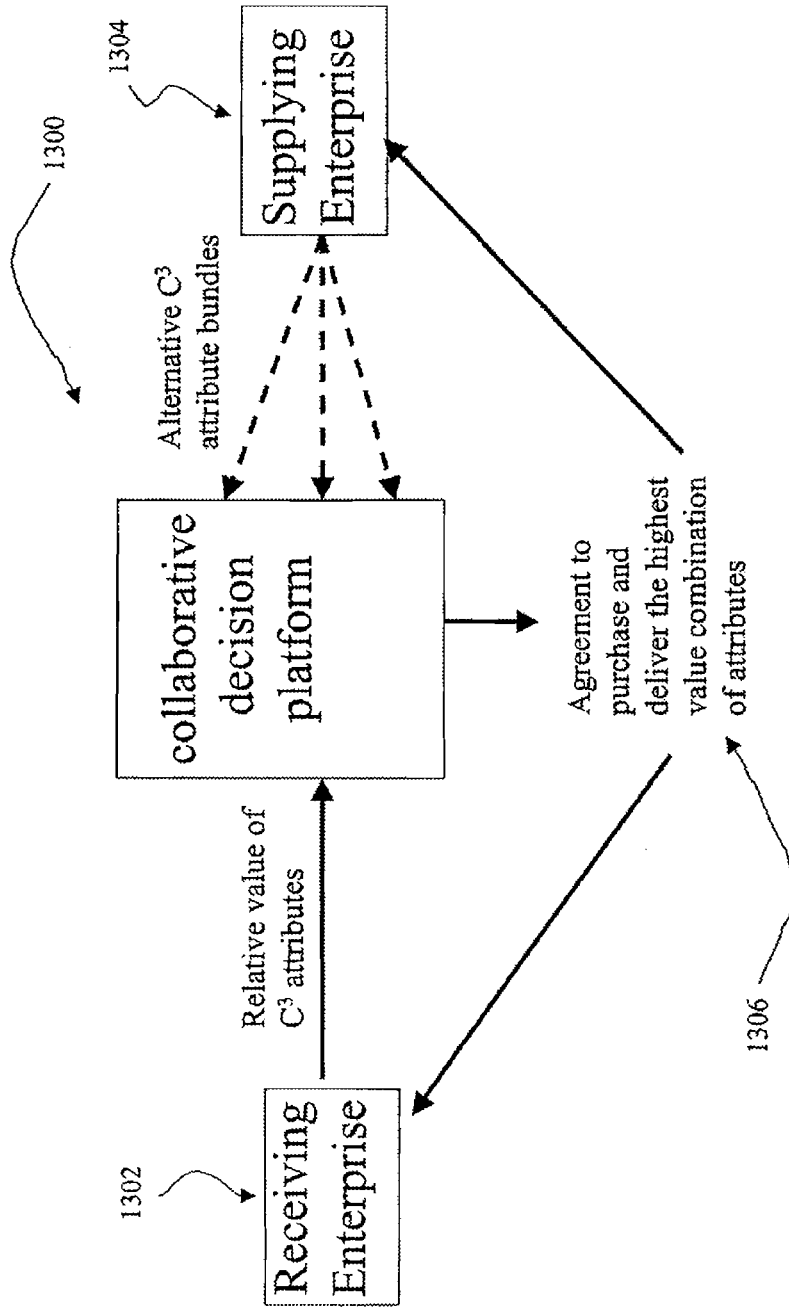 1300
1302
Receiving
Enterprise
Relative value of
C³ attributes
collaborative
decision
platform
Alternative C³
attribute bundles
1304
Supplying
Enterprise
Agreement to
purchase and
deliver the highest
value combination
of attributes
1306